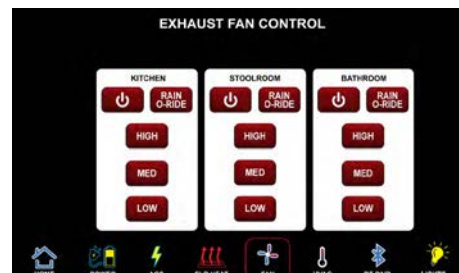 EXHAUST FAN CONTROL
KITCHEN STOOLROOM BATHROOM
RAIN O-RIDE RAIN O-RIDE RAIN O-RIDE
HIGH HIGH HIGH
MED MED MED
LOW LOW LOW